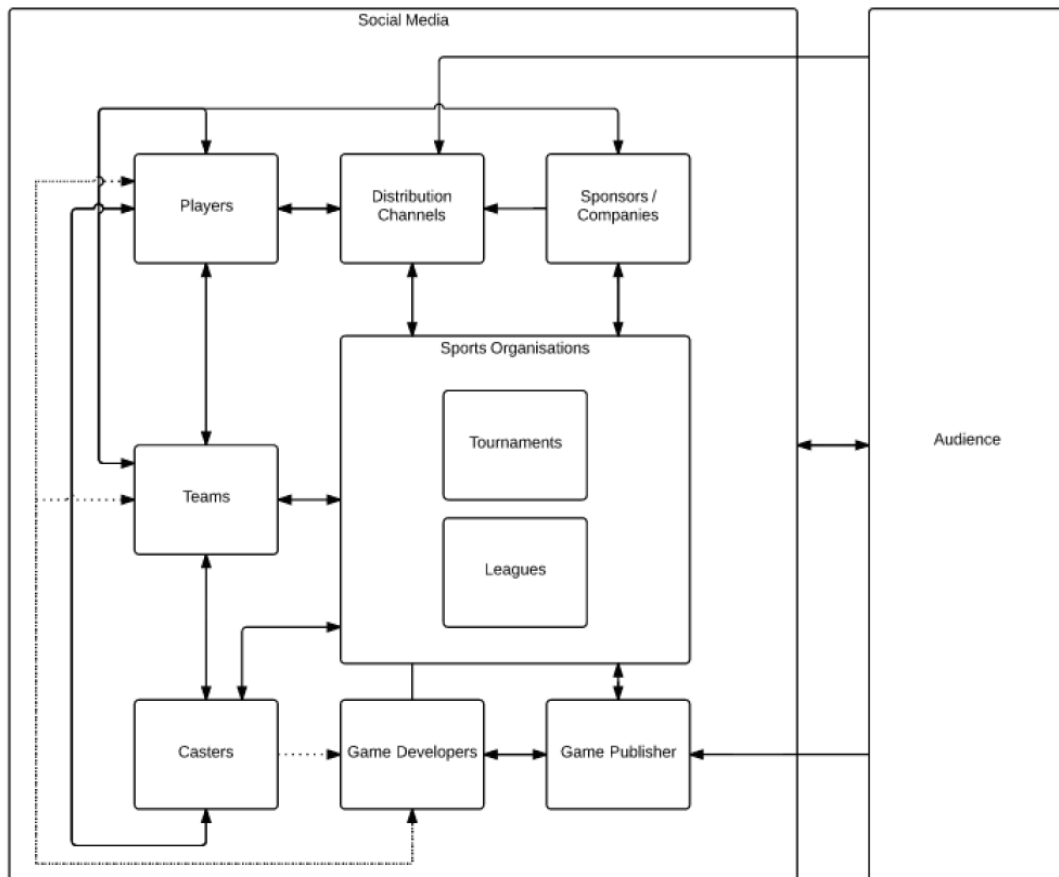 Social Media
Players
Distribution
Channels
Sponsors /
Companies
Sports Organisations
Tournaments
Audience
Teams
Leagues
Casters
Game Developers
Game Publisher